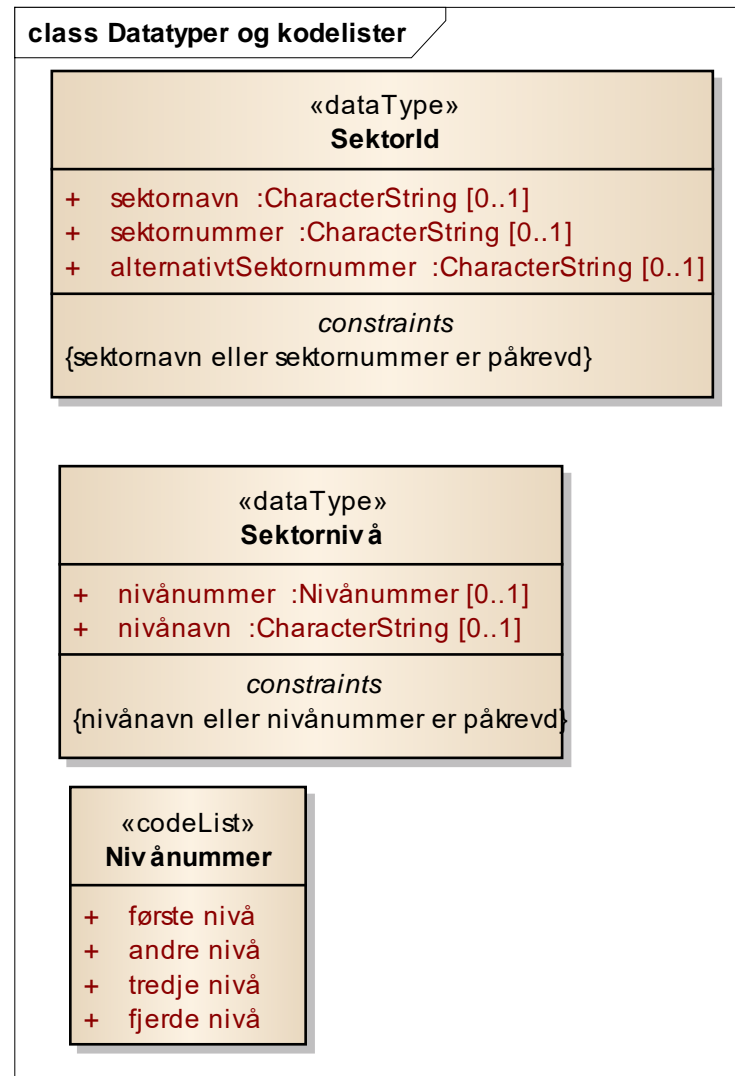 class Datatyper og kodelister
«dataType»
SektorId
+ sektornavn :CharacterString [0..1]
+ sektornummer :CharacterString [0..1]
+ alternativtSektornummer :CharacterString [0..1]
constraints
{sektornavn eller sektornummer er påkrevd}
«dataType»
Sektornivå
+ nivånummer :Nivånummer [0..1]
+ nivånavn :CharacterString [0..1]
constraints
{nivånavn eller nivånummer er påkrevd}
«codeList»
Nivånummer
+ første nivå
+ andre nivå
+ tredje nivå
+ fjerde nivå